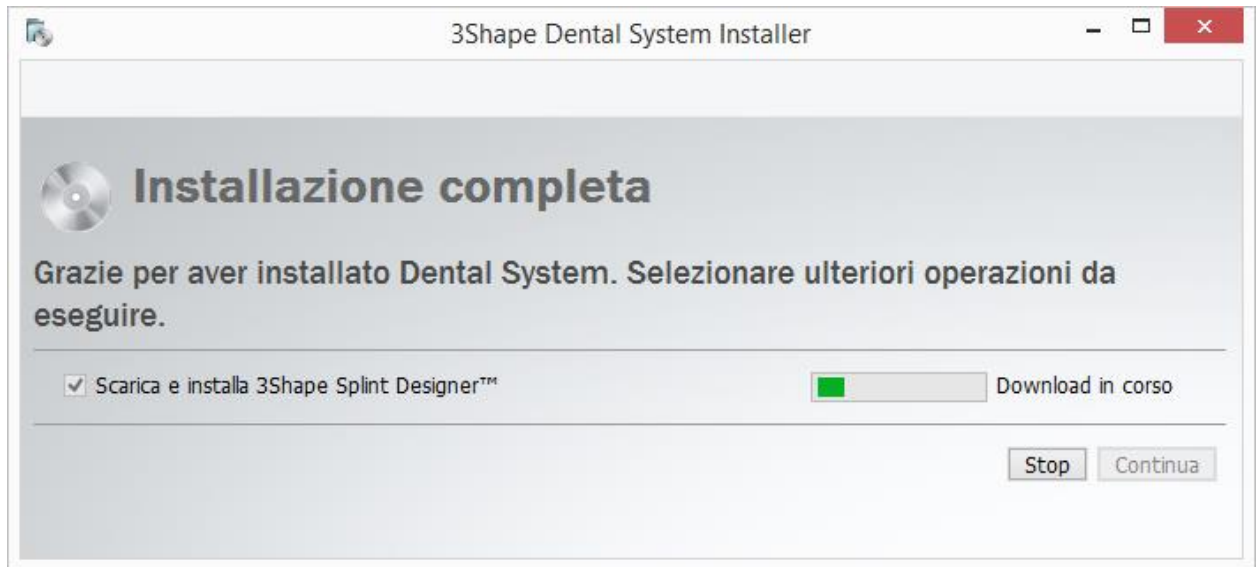 3Shape Dental System Installer
Installazione completa
Grazie per aver installato Dental System. Selezionare ulteriori operazioni da
eseguire.
Scarica e installa 3Shape Splint Designer™ Download in corso
Stop Continua